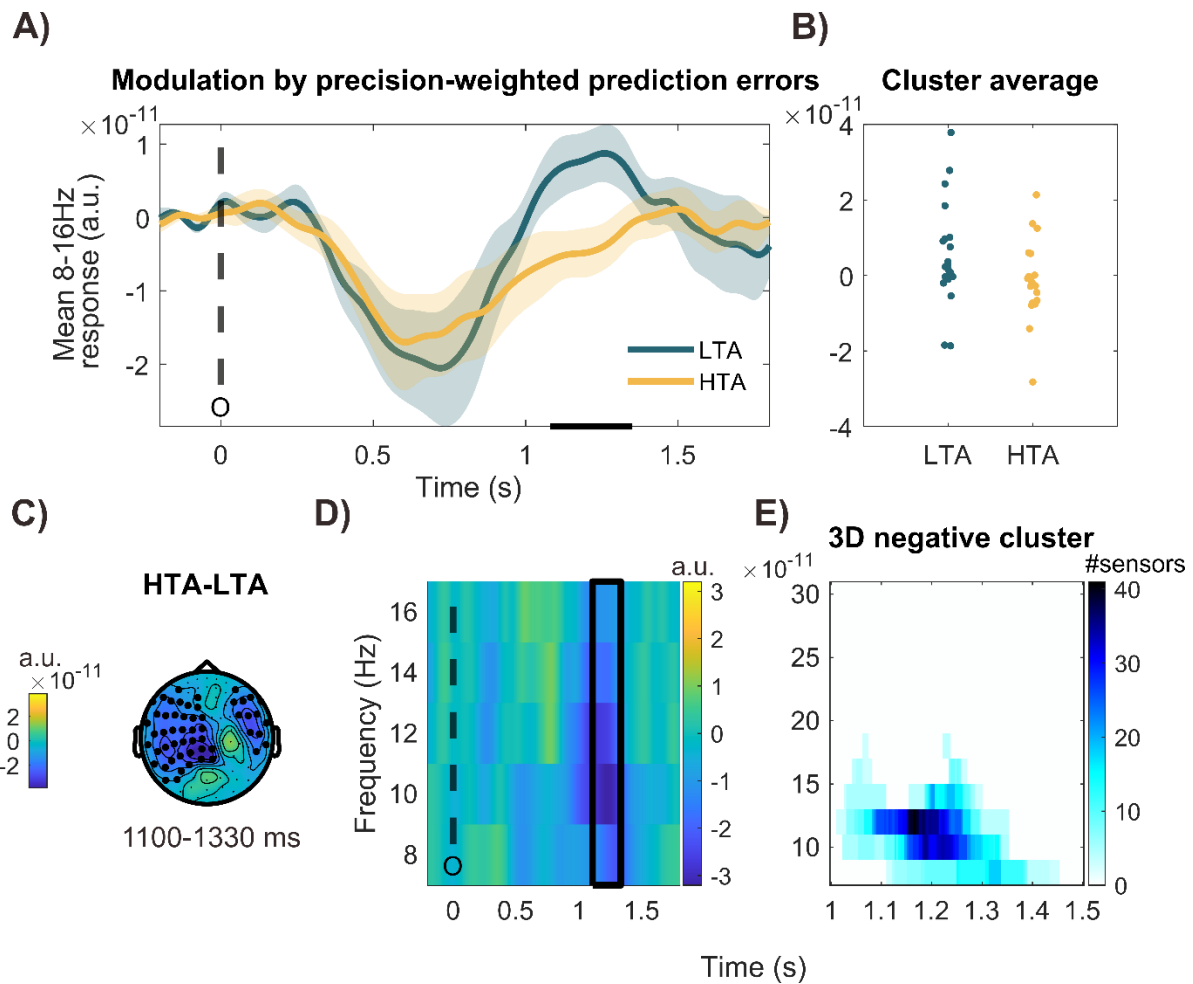 A)
Modulation by precision-weighted prediction errors
× 10⁻¹¹
Mean 8-16Hz
response (a.u.)
1
0
-1
-2
O
LTA
HTA
0
0.5
1
1.5
Time (s)
B)
Cluster average
× 10⁻¹¹
4
2
0
-2
-4
LTA
HTA
C)
HTA-LTA
a.u.
× 10⁻¹¹
2
0
-2
1100-1330 ms
D)
Frequency (Hz)
16
14
12
10
8
O
0
0.5
1
1.5
a.u.
× 10⁻¹¹
3
2
1
0
-1
-2
-3
E)
3D negative cluster
#sensors
30
25
20
15
10
1
1.1
1.2
1.3
1.4
1.5
40
30
20
10
0
Time (s)